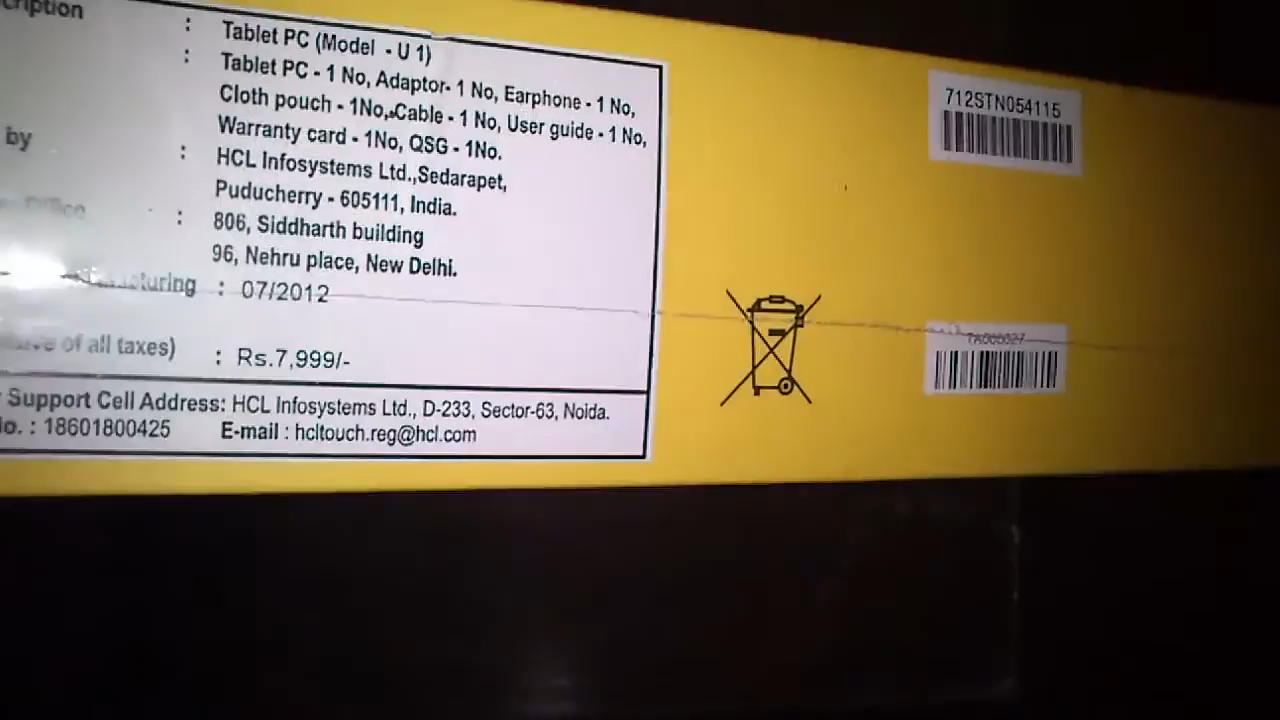 : Tablet PC (Model - U 1)
: Tablet PC - 1 No, Adaptor- 1 No, Earphone - 1 No,
Cloth pouch - 1No, Cable - 1 No, User guide - 1 No,
Warranty card - 1No, QSG - 1No.
by : HCL Infosystems Ltd.,Sedarapet,
Puducherry - 605111, India.
: 806, Siddharth building
96, Nehru place, New Delhi.
: 07/2012
of all taxes) : Rs.7,999/-
Support Cell Address: HCL Infosystems Ltd., D-233, Sector-63, Noida.
: 18601800425 E-mail : hcltouch.reg@hcl.com
712STN054115